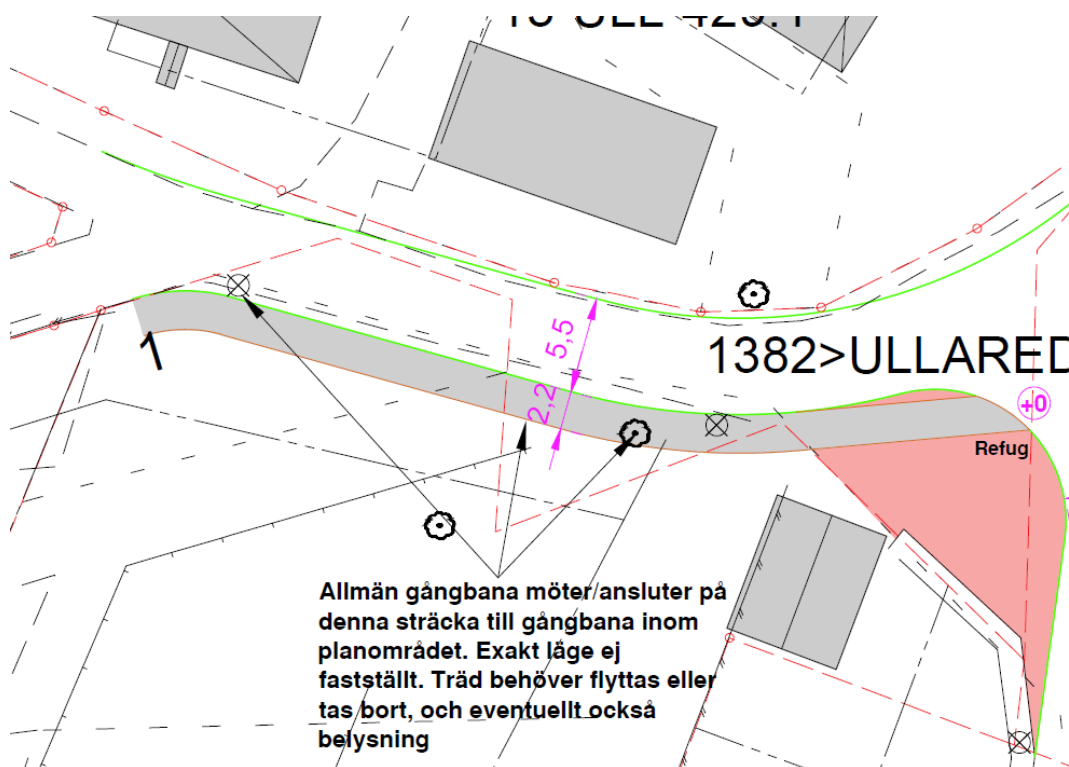 5,5
1
1382>ULLARED
2,2
+0
Refug
Allmän gångbana möter/ansluter på
denna sträcka till gångbana inom
planområdet. Exakt läge ej
fastställt. Träd behöver flyttas eller
tas bort, och eventuellt också
belysning